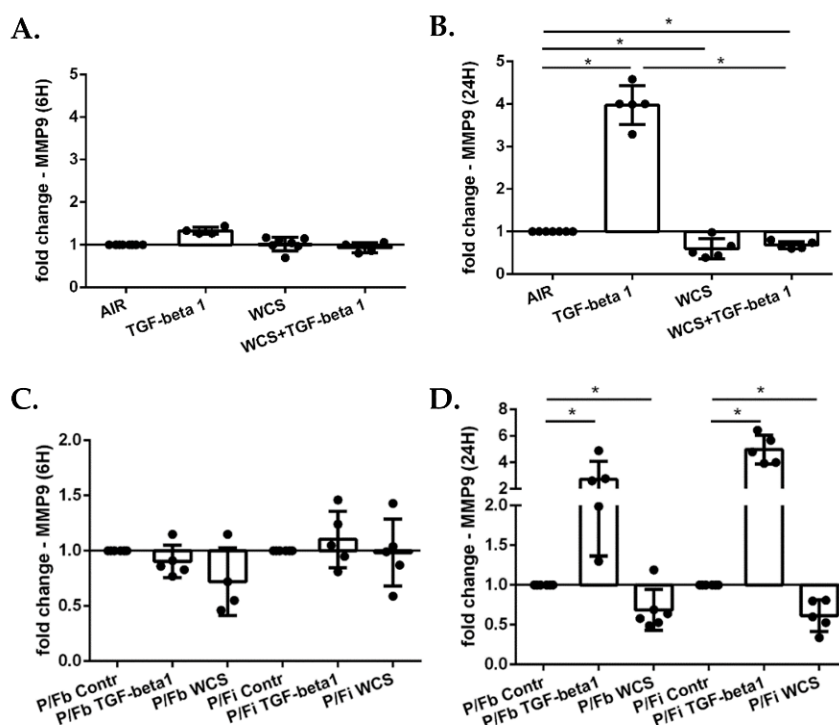 A.
fold change - MMP9 (6H)
5
4
3
2
1
0
AIR
TGF-beta 1
WCS
WCS+TGF-beta 1
B.
* 
*
* *
fold change - MMP9 (24H)
5
4
3
2
1
0
AIR
TGF-beta 1
WCS
WCS+TGF-beta 1
C.
fold change - MMP9 (6H)
2.0
1.5
1.0
0.5
0.0
P/Fb Contr
P/Fb TGF-beta1
P/Fb WCS
P/Fi Contr
P/Fi TGF-beta1
P/Fi WCS
D.
* *
* *
fold change - MMP9 (24H)
8
6
4
2
2.0
1.5
1.0
0.5
0.0
P/Fb Contr
P/Fb TGF-beta1
P/Fb WCS
P/Fi Contr
P/Fi TGF-beta1
P/Fi WCS